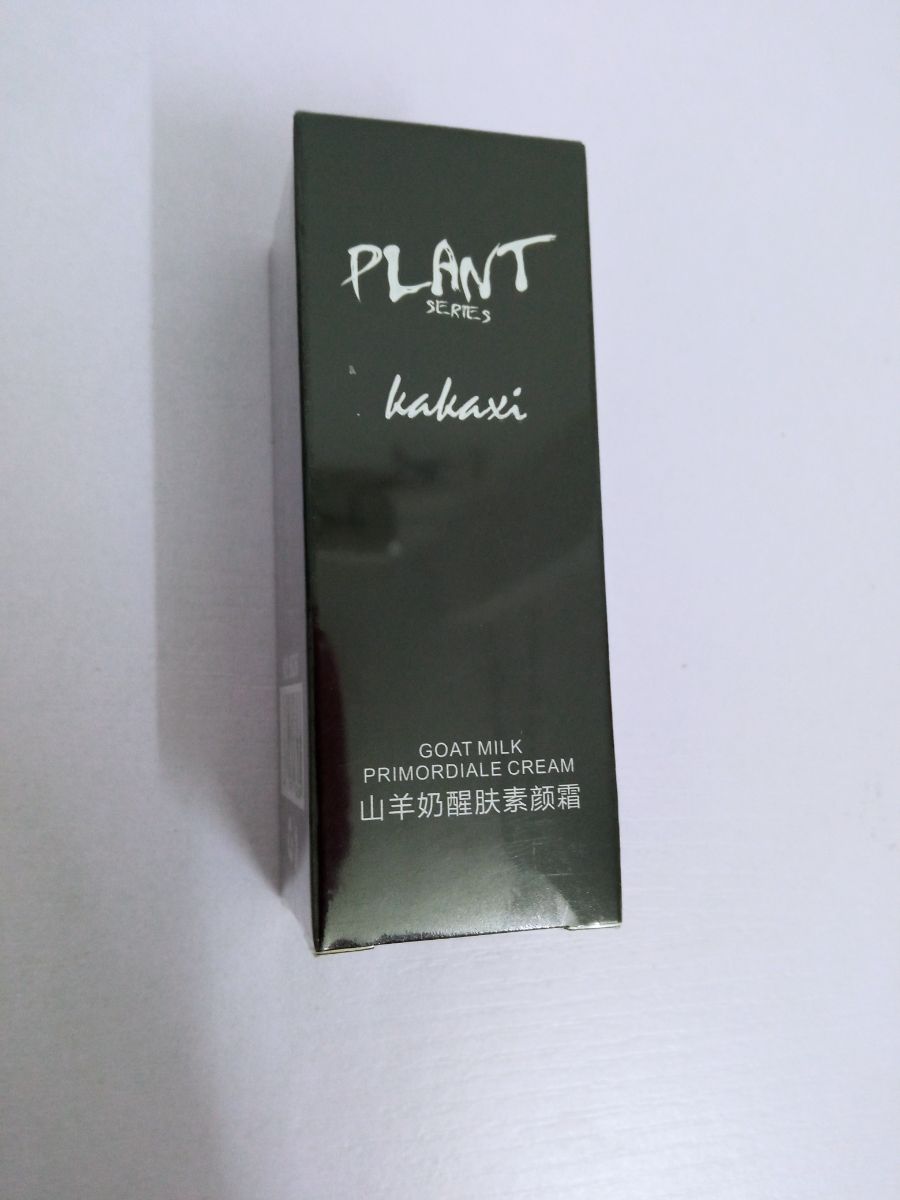 PLANT
SERIES
kakaxi
GOAT MILK
PRIMORDIALE CREAM
山羊奶醒肤素颜霜